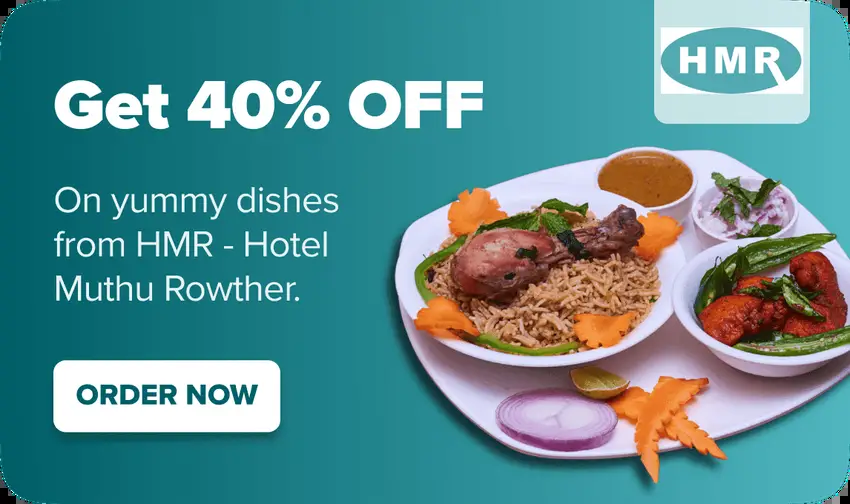 HMR
Get 40% OFF
On yummy dishes
from HMR - Hotel
Muthu Rowther.
ORDER NOW